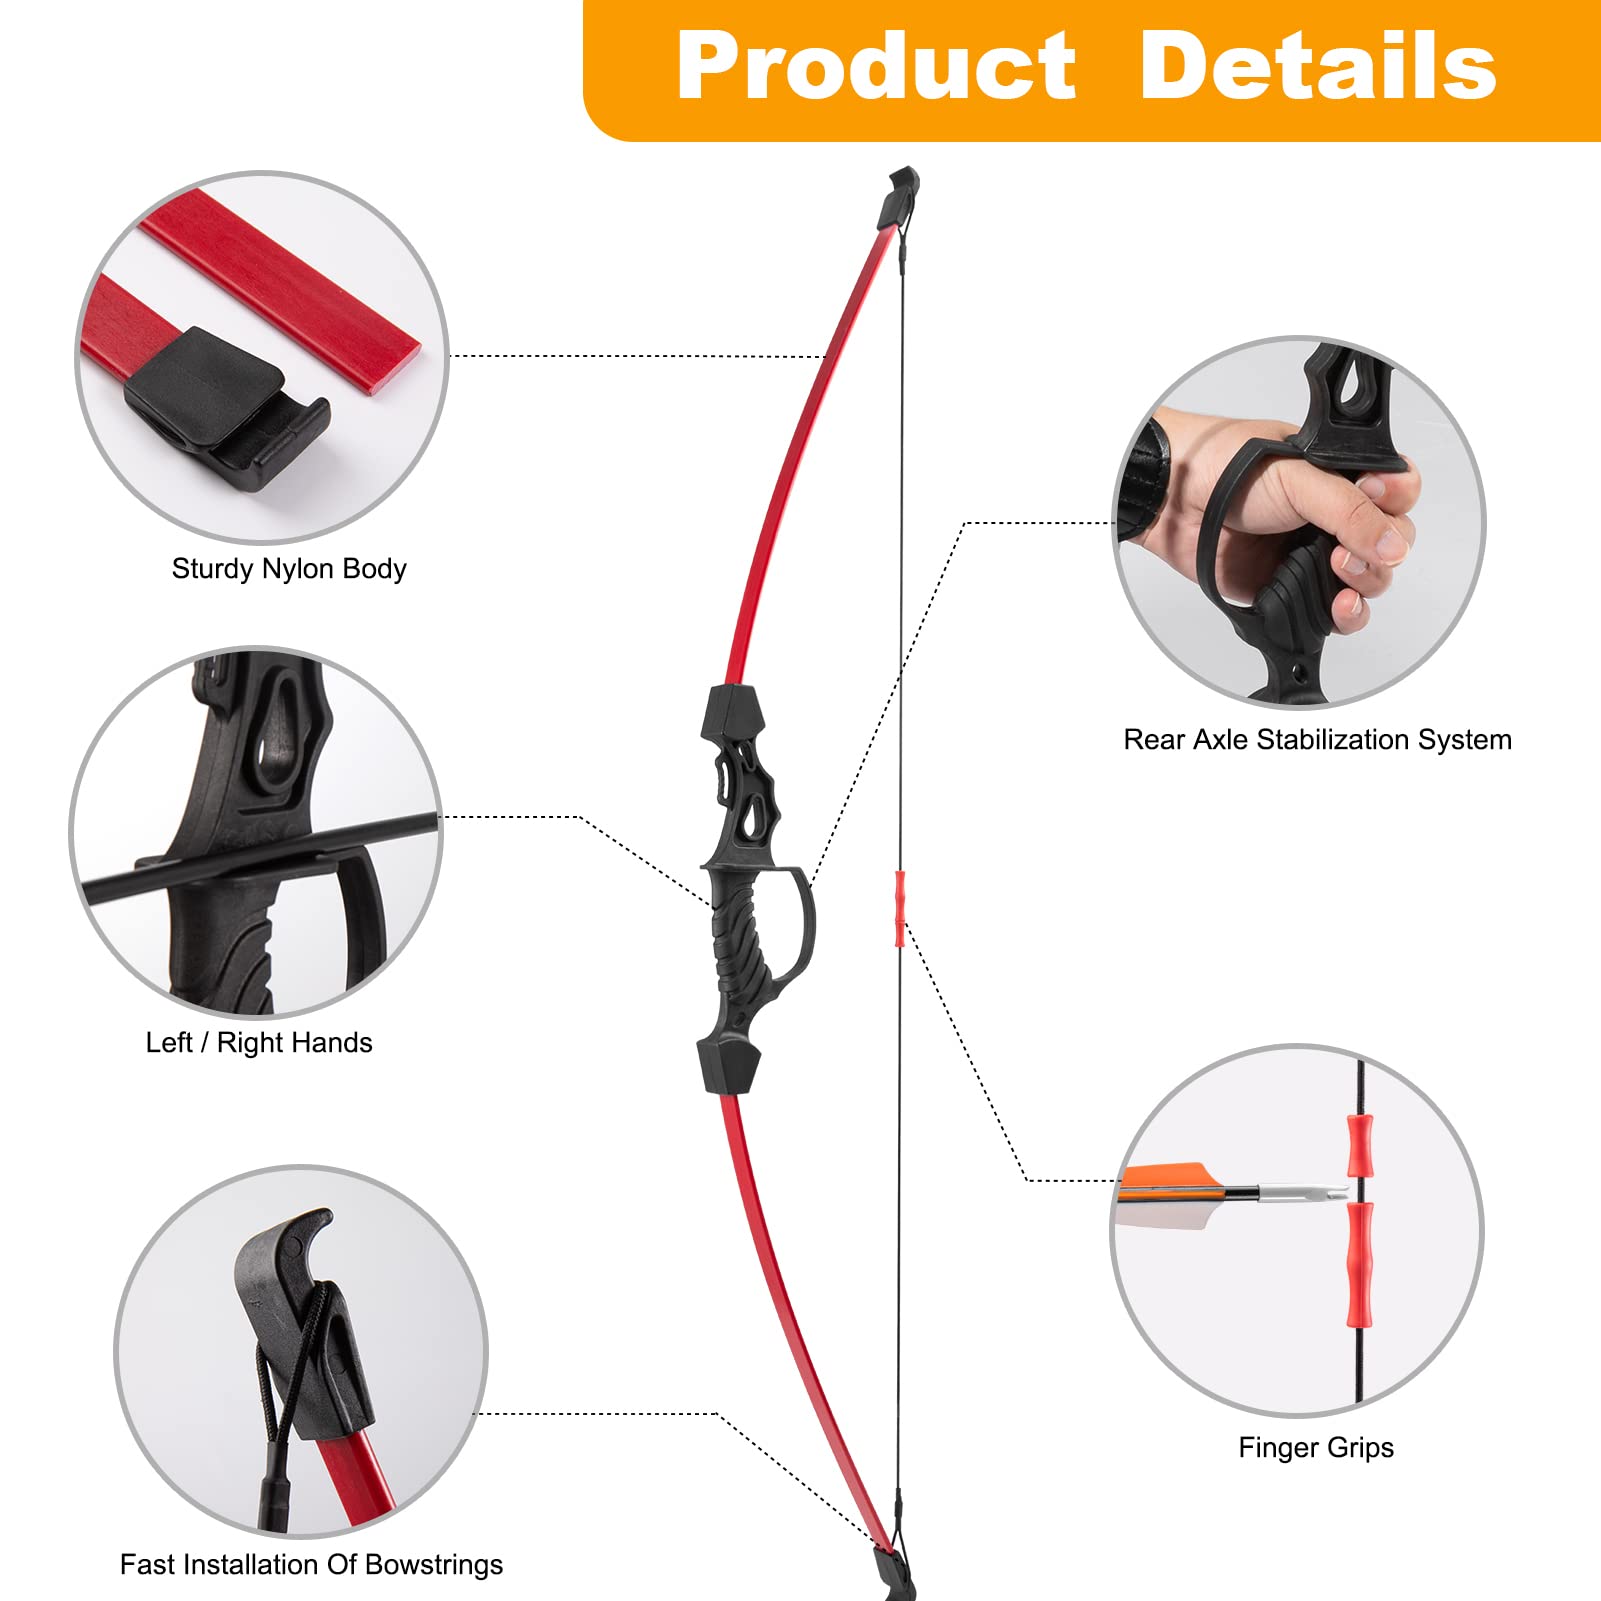 Product Details
Sturdy Nylon Body
Rear Axle Stabilization System
Left / Right Hands
Finger Grips
Fast Installation Of Bowstrings